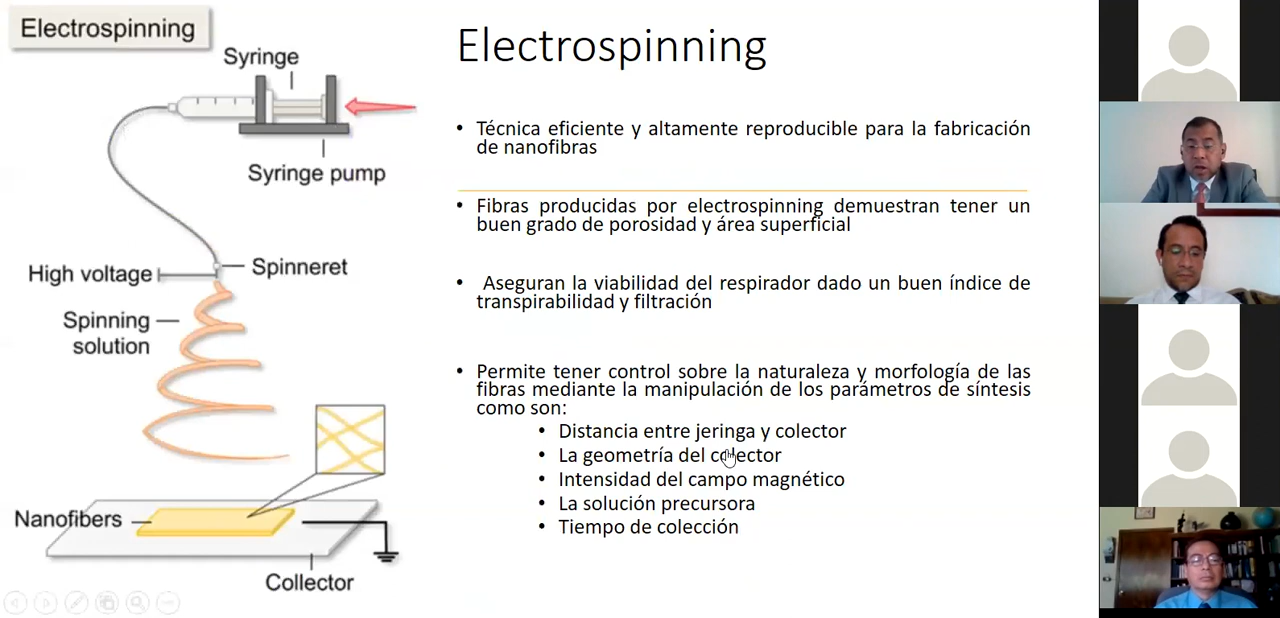 Electrospinning
Syringe
Syringe pump
High voltage
Spinneret
Spinning
solution
Nanofibers
Collector
Electrospinning
• Técnica eficiente y altamente reproducible para la fabricación
de nanofibras
• Fibras producidas por electrospinning demuestran tener un
buen grado de porosidad y área superficial
• Aseguran la viabilidad del respirador dado un buen índice de
transpirabilidad y filtración
• Permite tener control sobre la naturaleza y morfología de las
fibras mediante la manipulación de los parámetros de síntesis
como son:
• Distancia entre jeringa y colector
• La geometría del colector
• Intensidad del campo magnético
• La solución precursora
• Tiempo de colección